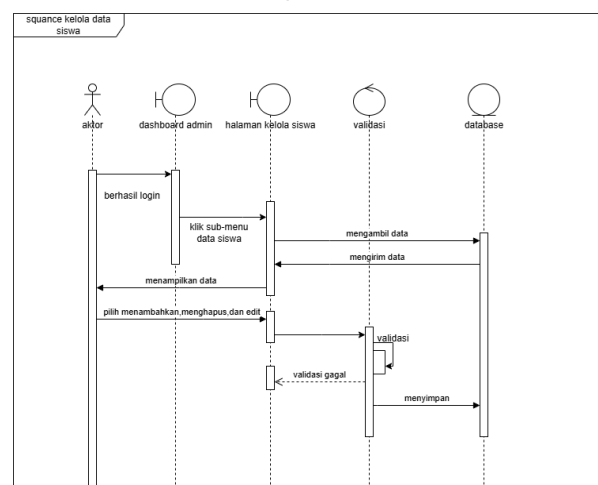 squance kelola data
siswa
aktor
dashboard admin
halaman kelola siswa
validasi
database
berhasil login
klik sub-menu
data siswa
mengambil data
mengirim data
menampilkan data
pilih menambahkan,menghapus,dan edit
validasi
validasi gagal
menyimpan